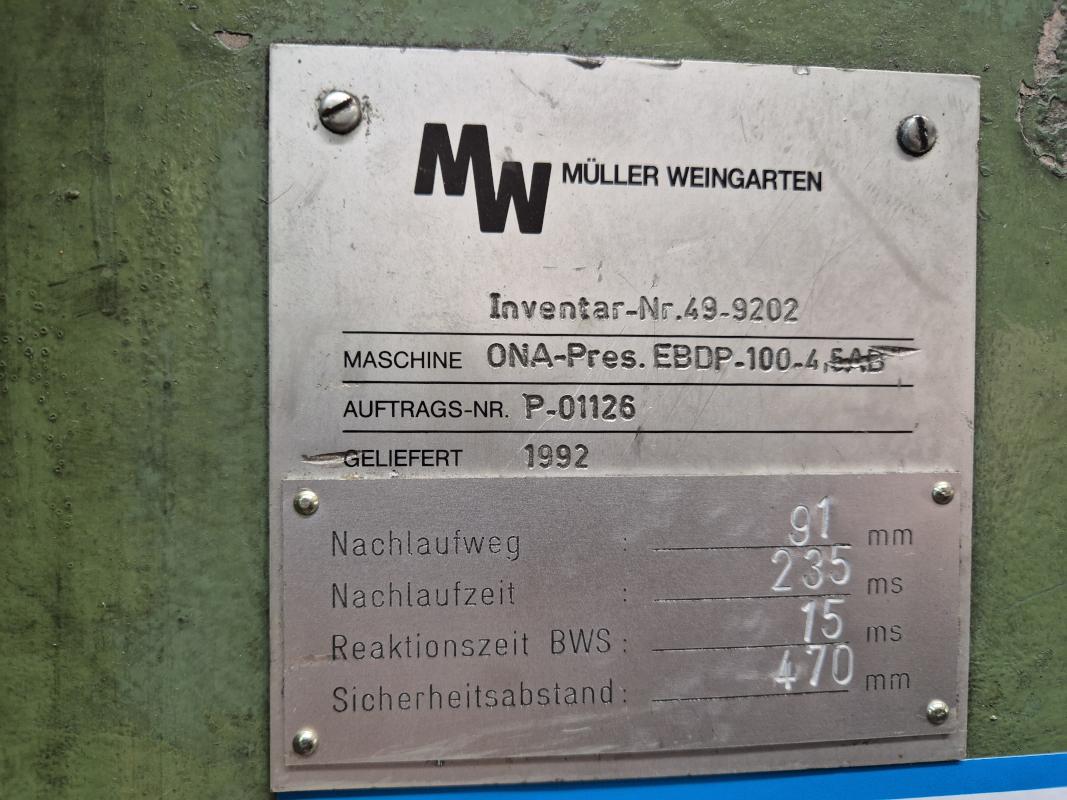 MW MÜLLER WEINGARTEN
Inventar-Nr.49-9202
MASCHINE ONA-Pres. EBDP-100-4,5AB
AUFTRAGS-NR. P-01126
GELIEFERT 1992
Nachlaufweg : 91 mm
Nachlaufzeit : 235 ms
Reaktionszeit BWS : 15 ms
Sicherheitsabstand : 470 mm